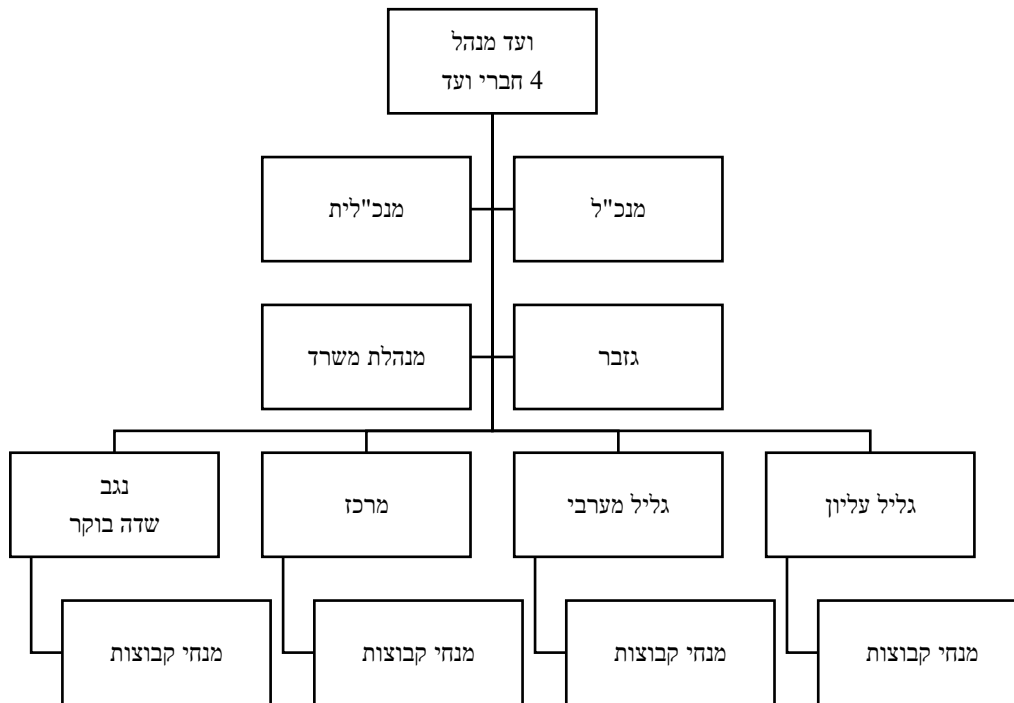 ועד מנהל
4 חברי ועד
מנכ"ל
מנכ"לית
גזבר
מנהלת משרד
גליל עליון
גליל מערבי
מרכז
נגב
שדה בוקר
מנחי קבוצות
מנחי קבוצות
מנחי קבוצות
מנחי קבוצות